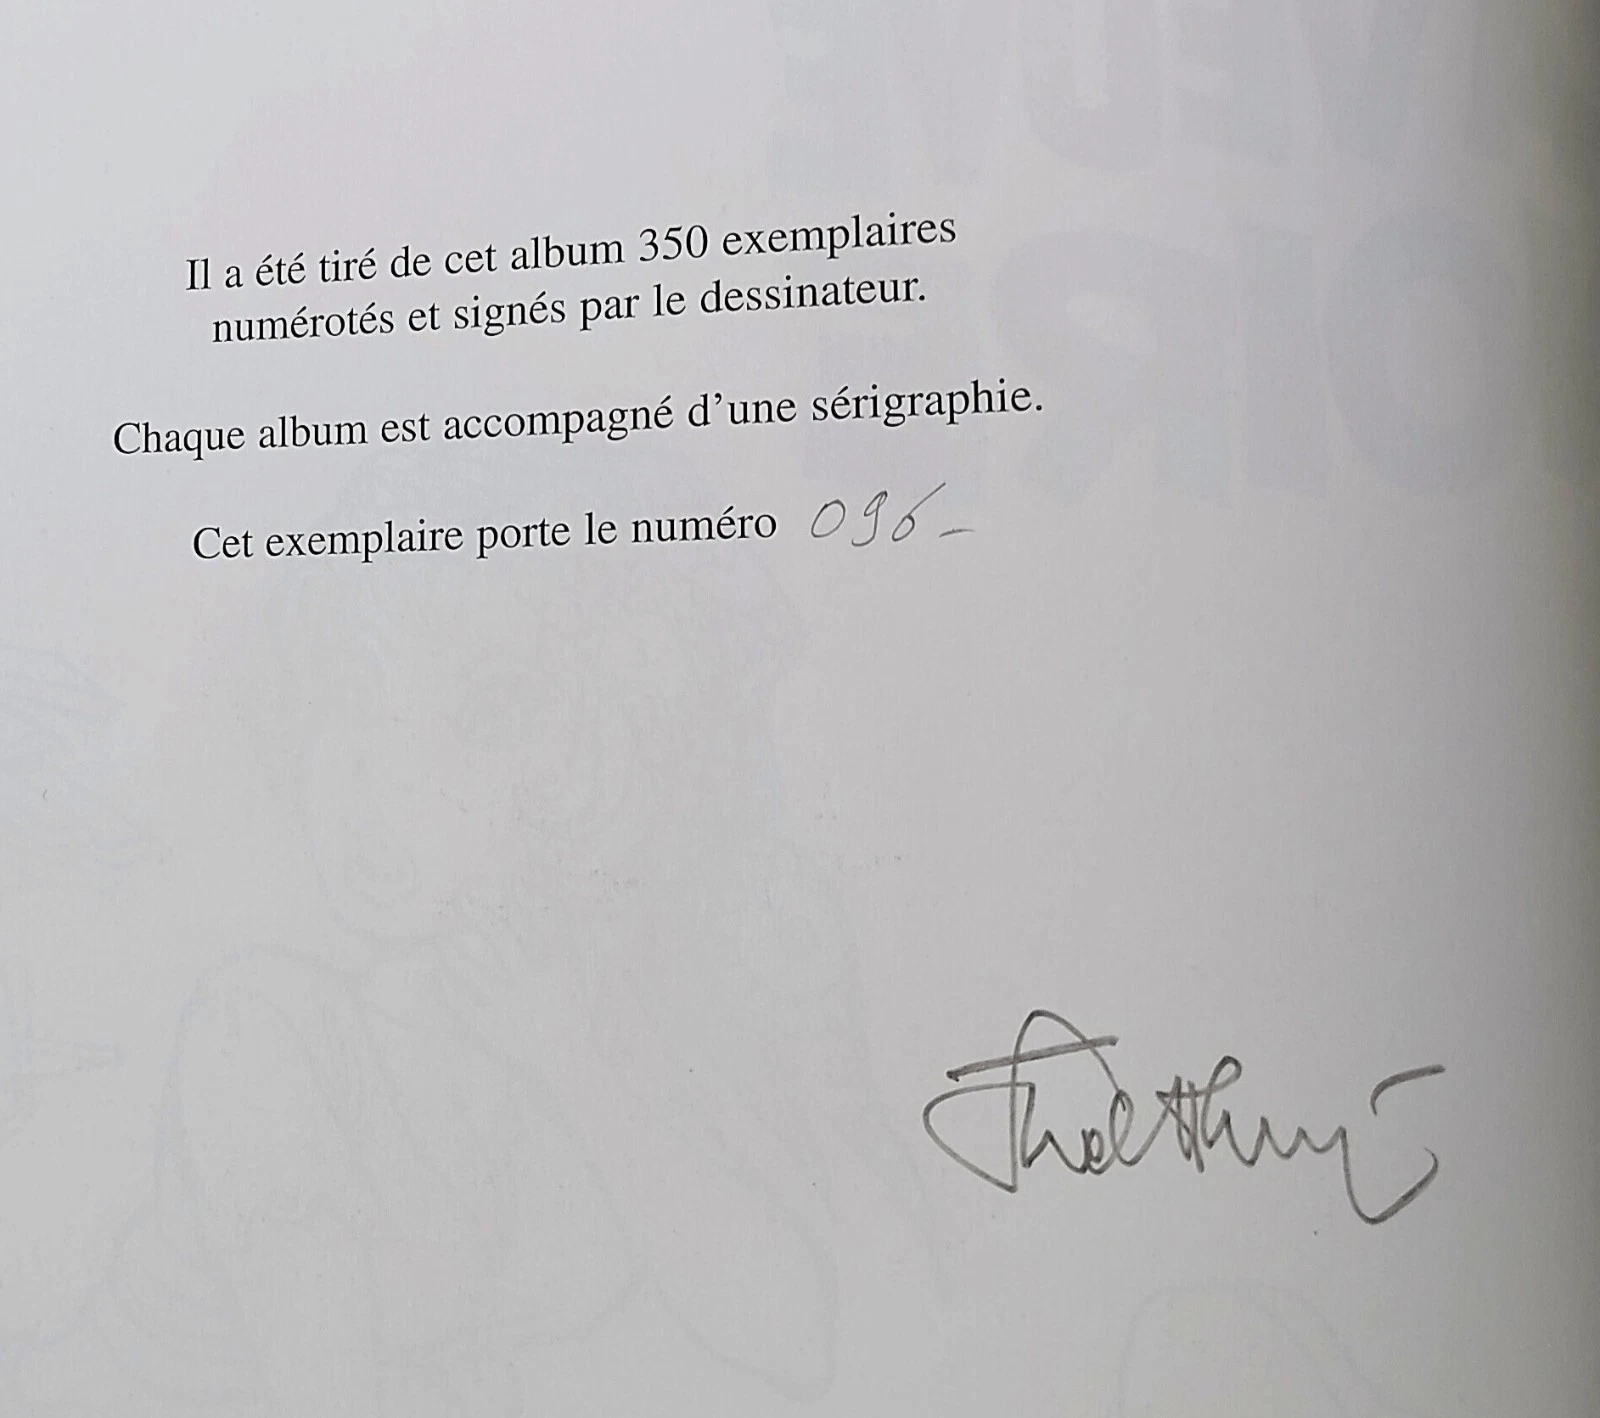 Il a été tiré de cet album 350 exemplaires
numérotés et signés par le dessinateur.
Chaque album est accompagné d'une sérigraphie.
Cet exemplaire porte le numéro 096-